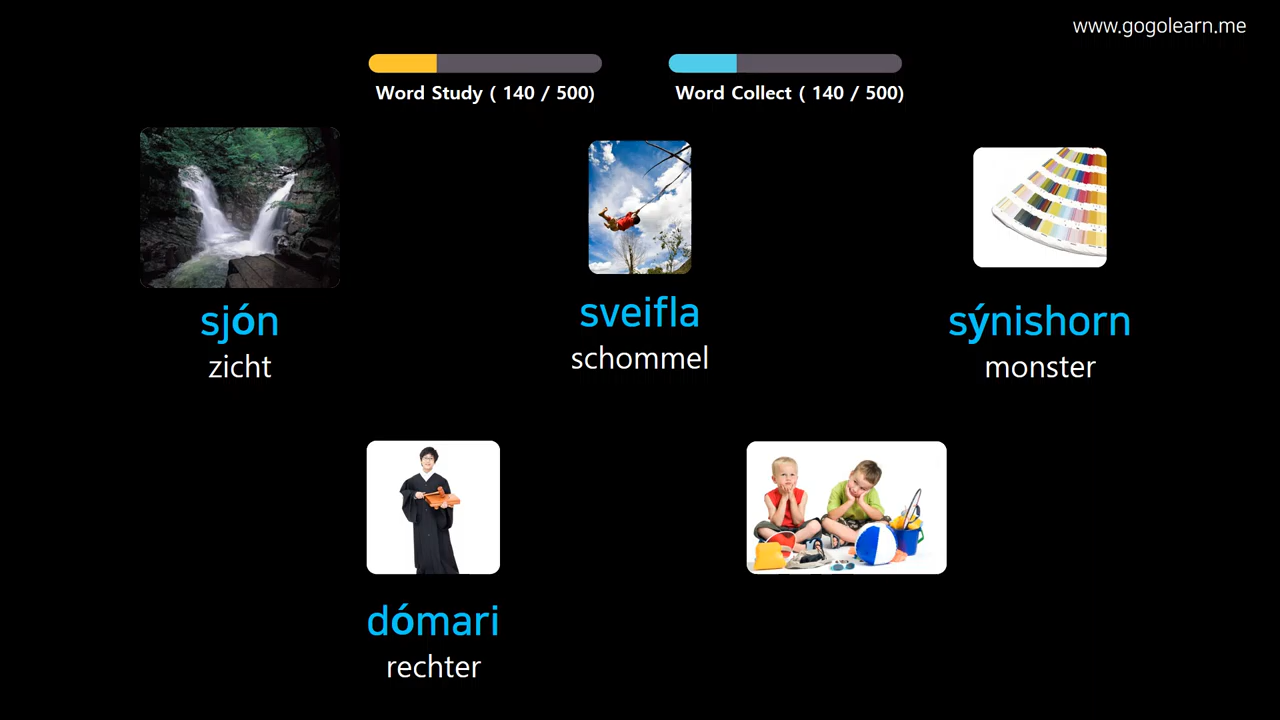 www.gogolearn.me
Word Study ( 140 / 500)
Word Collect ( 140 / 500)
sjón
zicht
sveifla
schommel
sýnishorn
monster
dómari
rechter